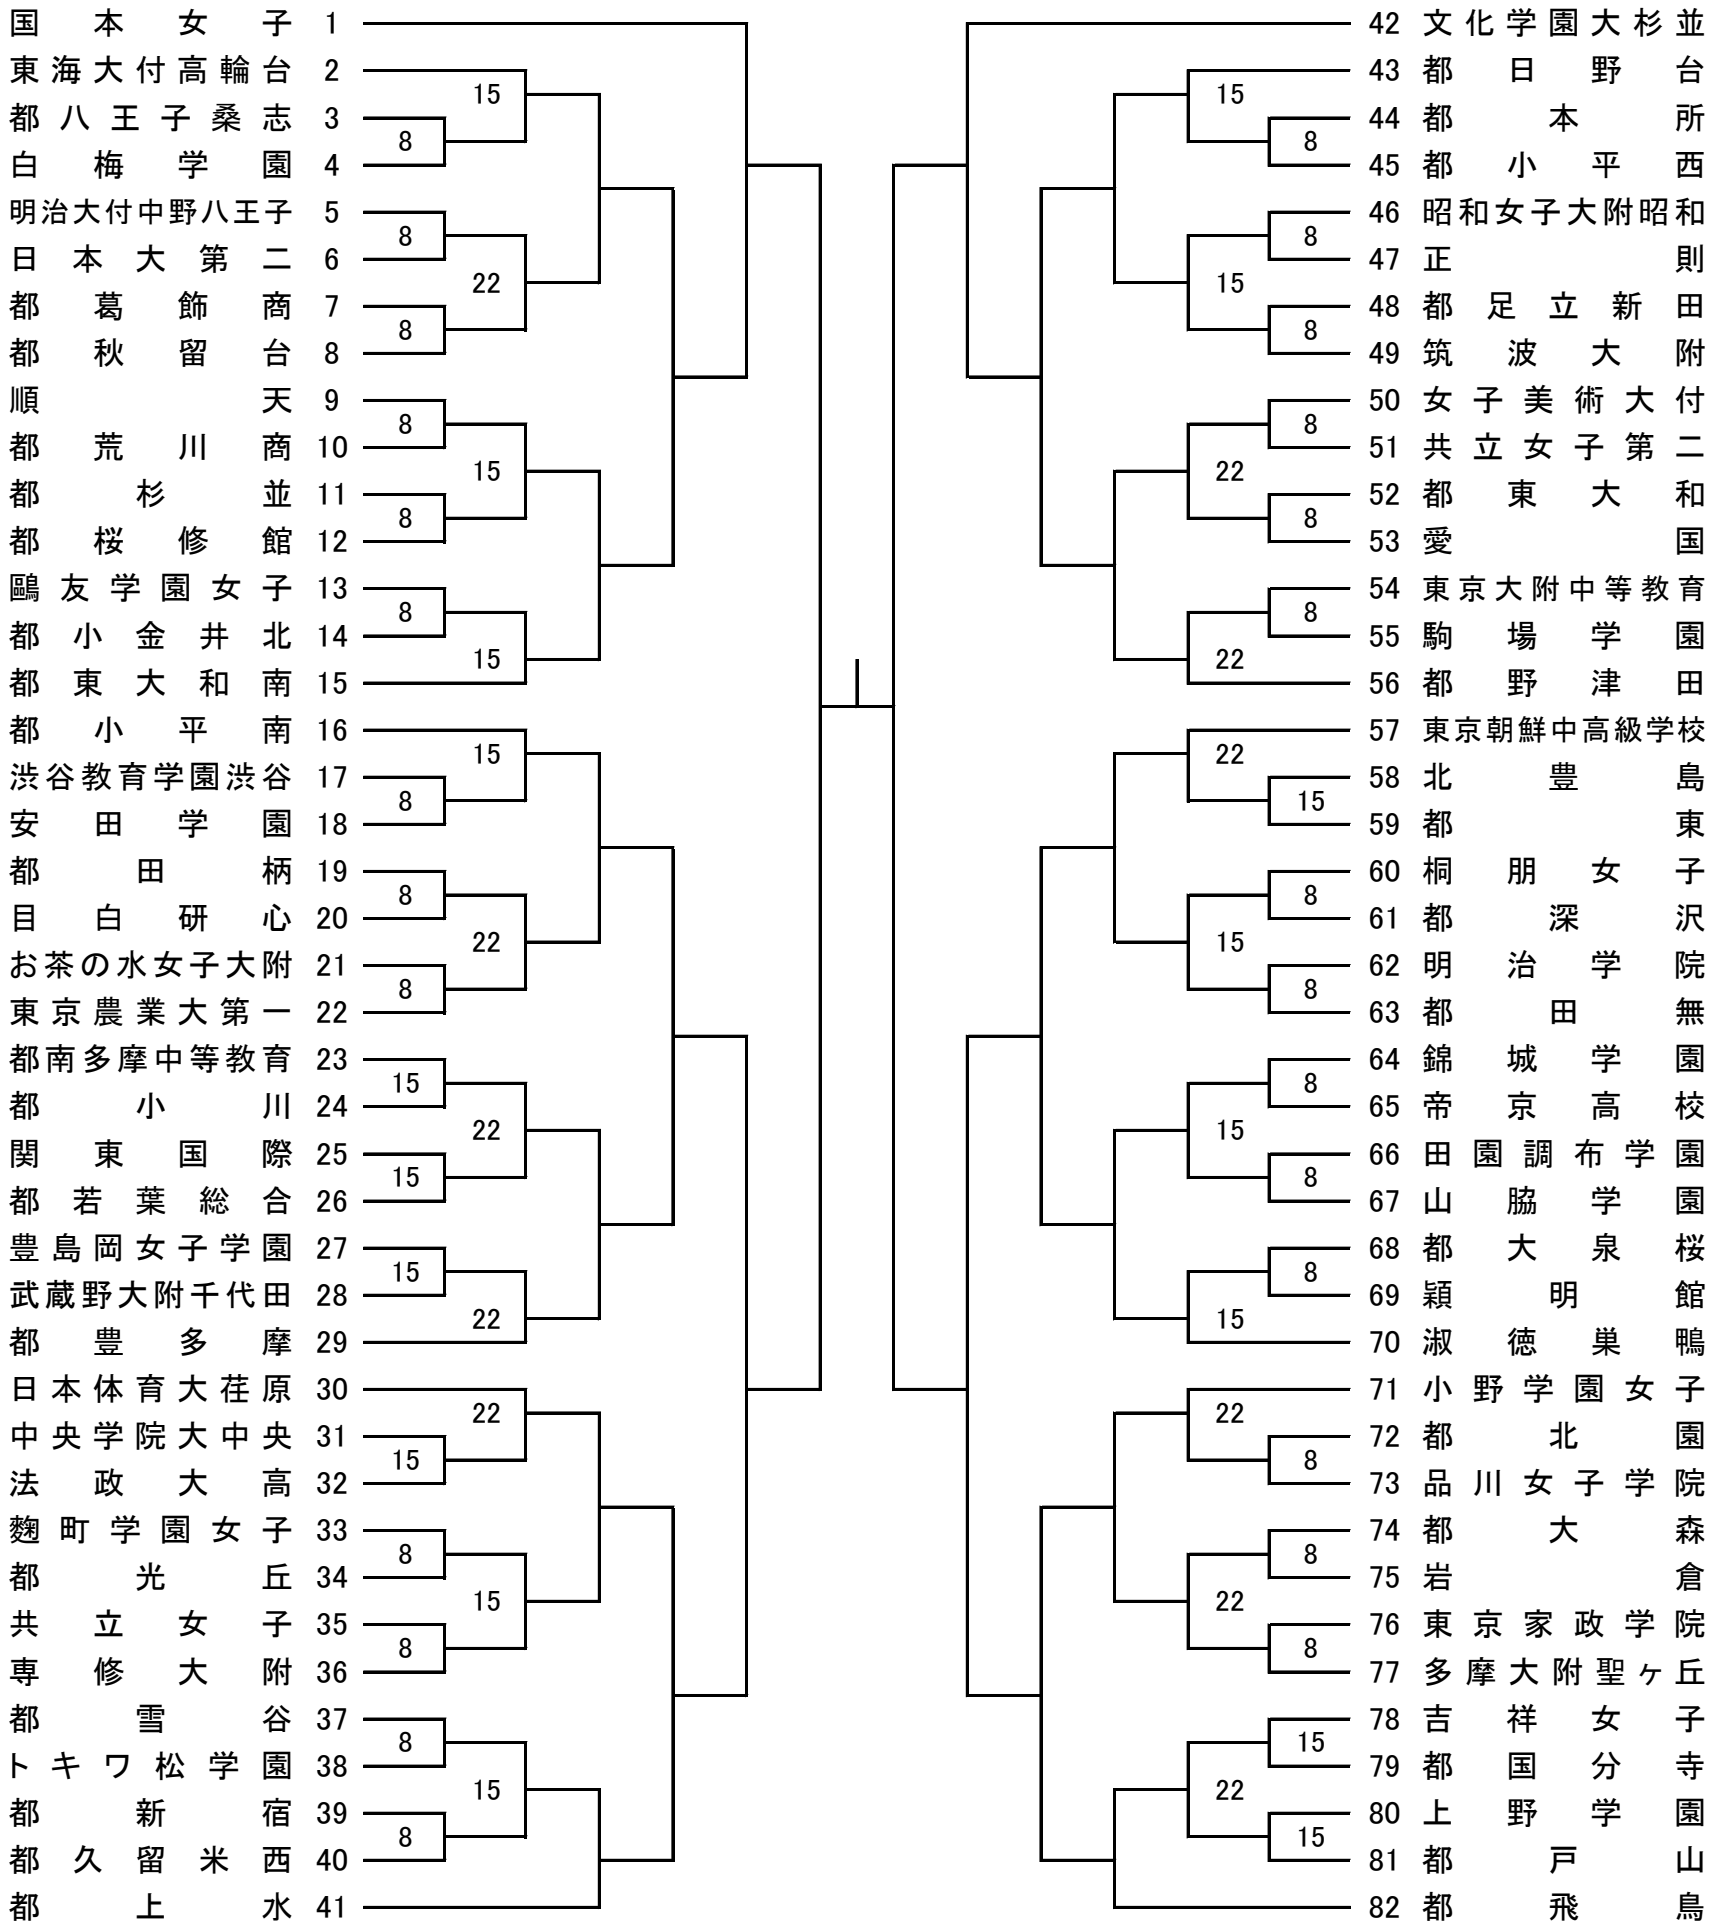 国本女子 1
東海大付高輪台 2
15
都八王子桑志 3
8
白梅学園 4
明治大付中野八王子 5
8
日本大第二 6
22
都葛飾商 7
8
都秋留台 8
順天 9
8
都荒川商 10
15
都杉並 11
8
都桜修館 12
鷗友学園女子 13
8
都小金井北 14
15
都東大和南 15
都小平南 16
15
渋谷教育学園渋谷 17
8
安田学園 18
都田柄 19
8
目白研心 20
22
お茶の水女子大附 21
8
東京農業大第一 22
都南多摩中等教育 23
15
都小川 24
22
関東国際 25
15
都若葉総合 26
豊島岡女子学園 27
15
武蔵野大附千代田 28
22
都豊多摩 29
日本体育大荏原 30
22
中央学院大中央 31
15
法政大高 32
麴町学園女子 33
8
都光丘 34
15
共立女子 35
8
専修大附 36
都雪谷 37
8
トキワ松学園 38
15
都新宿 39
8
都久留米西 40
都上水 41
42 文化学園大杉並
43 都日野台
15
44 都本所
8
45 都小平西
46 昭和女子大附昭和
8
47 正則
15
48 都足立新田
8
49 筑波大附
50 女子美術大付
8
51 共立女子第二
22
52 都東大和
8
53 愛国
54 東京大附中等教育
8
55 駒場学園
22
56 都野津田
57 東京朝鮮中高級学校
22
58 北豊島
15
59 都東
60 桐朋女子
8
61 都深沢
15
62 明治学院
8
63 都田無
64 錦城学園
8
65 帝京高校
15
66 田園調布学園
8
67 山脇学園
68 都大泉桜
8
69 穎明館
15
70 淑徳巣鴨
71 小野学園女子
22
72 都北園
8
73 品川女子学院
74 都大森
8
75 岩倉
22
76 東京家政学院
8
77 多摩大附聖ヶ丘
78 吉祥女子
15
79 都国分寺
22
80 上野学園
15
81 都戸山
82 都飛鳥